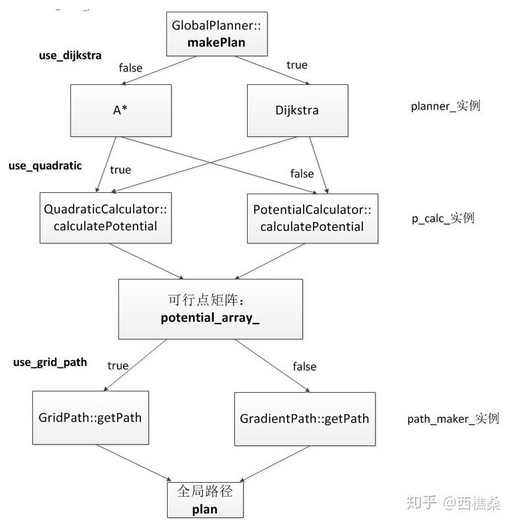 GlobalPlanner::
makePlan
use_dijkstra
false
true
A*
Dijkstra
planner_实例
use_quadratic
true
false
QuadraticCalculator::
calculatePotential
PotentialCalculator::
calculatePotential
p_calc_实例
可行点矩阵：
potential_array_
use_grid_path
true
false
GridPath::getPath
GradientPath::getPath
path_maker_实例
全局路径
plan
知乎 @西樵桑